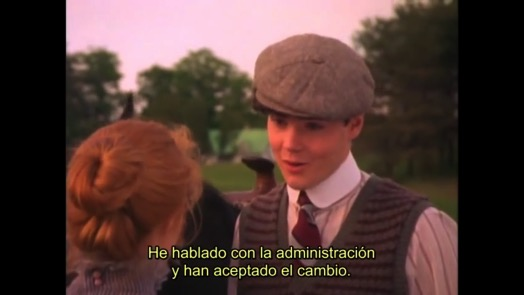 He hablado con la administración
y han aceptado el cambio.